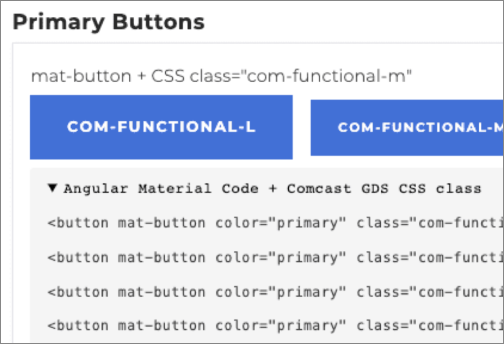 Primary Buttons
mat-button + CSS class="com-functional-m"
COM-FUNCTIONAL-L COM-FUNCTIONAL-M
▼ Angular Material Code + Comcast GDS CSS class
<button mat-button color="primary" class="com-functi
<button mat-button color="primary" class="com-functi
<button mat-button color="primary" class="com-functi
<button mat-button color="primary" class="com-functi